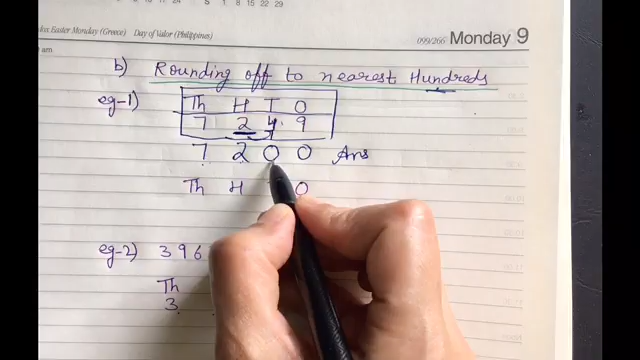 odox Easter Monday (Greece) Day of Valor (Philippines)
099/266 Monday 9
b) Rounding off to nearest Hundreds
eg-1) Th H T O
7 2 4 9
7 2 0 0 Ans
Th H O
eg-2) 3 9 6
Th
3